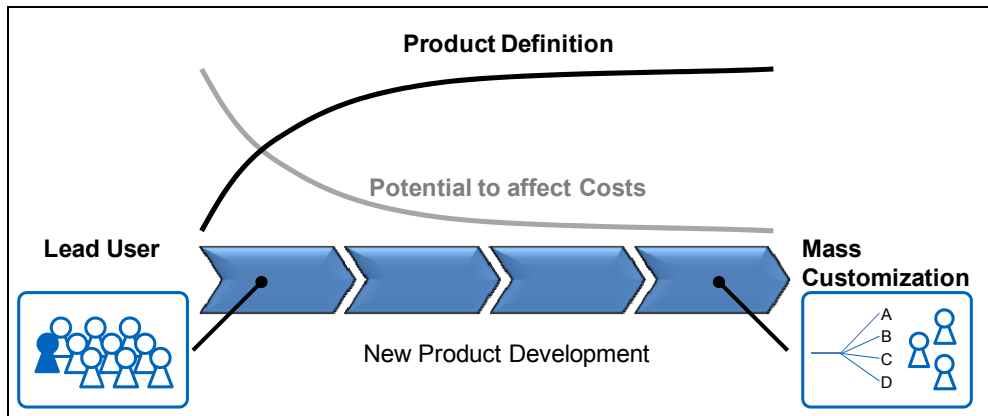 Product Definition
Potential to affect Costs
Lead User
Mass
Customization
A
B
C
D
New Product Development